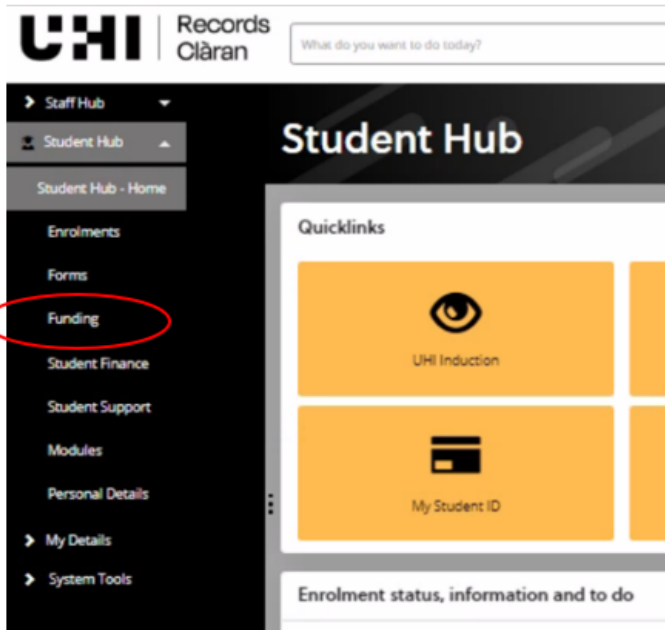 UHI
Records
Clàran
What do you want to do today?
Staff Hub
Student Hub
Student Hub - Home
Enrolments
Forms
Funding
Student Finance
Student Support
Modules
Personal Details
My Details
System Tools
Student Hub
Quicklinks
UHI Induction
My Student ID
Enrolment status, information and to do